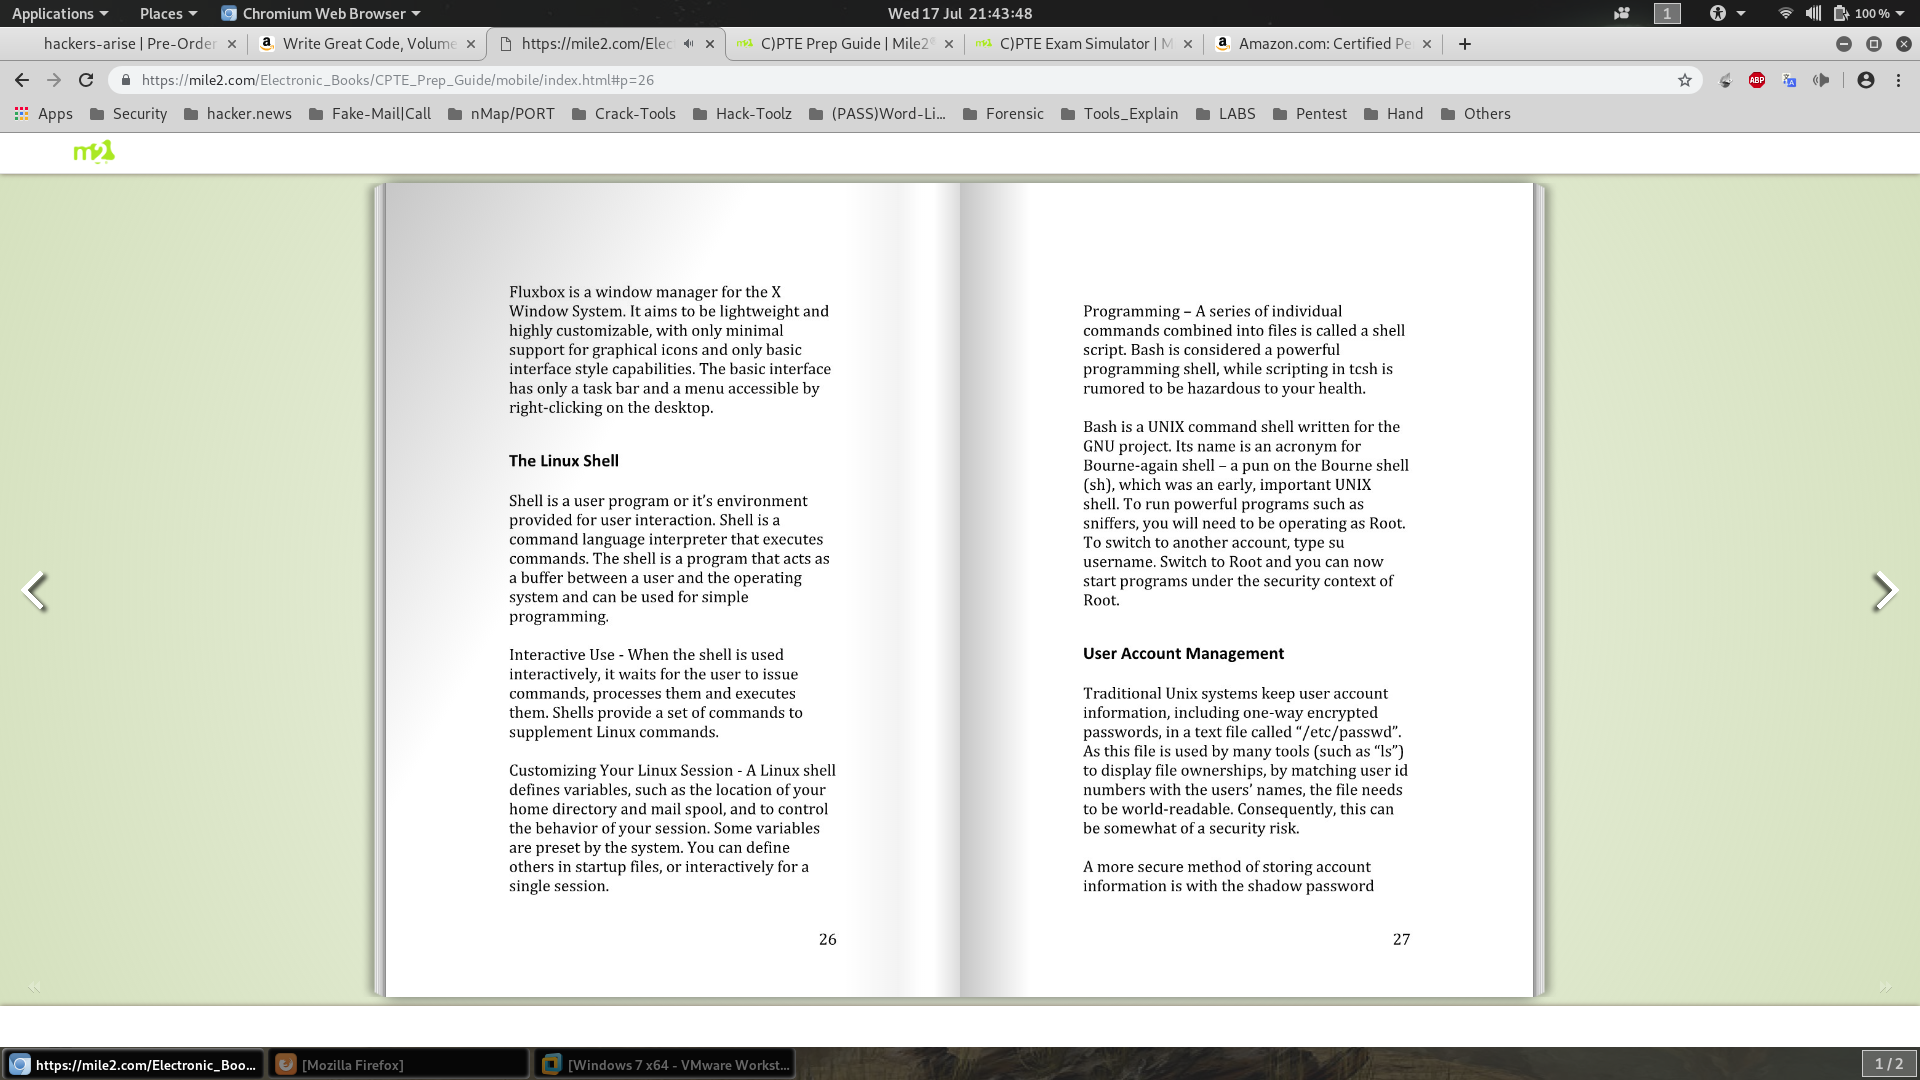 Applications
Places
Chromium Web Browser
Wed 17 Jul 21:43:48
1
100 %
hackers-arise | Pre-Order
Write Great Code, Volume
https://mile2.com/Elec
C)PTE Prep Guide | Mile2
C)PTE Exam Simulator | M
Amazon.com: Certified Pe
https://mile2.com/Electronic_Books/CPTE_Prep_Guide/mobile/index.html#p=26
ABP
Apps
Security
hacker.news
Fake-Mail|Call
nMap/PORT
Crack-Tools
Hack-Toolz
(PASS)Word-Li...
Forensic
Tools_Explain
LABS
Pentest
Hand
Others
m2
Fluxbox is a window manager for the X
Window System. It aims to be lightweight and
highly customizable, with only minimal
support for graphical icons and only basic
interface style capabilities. The basic interface
has only a task bar and a menu accessible by
right-clicking on the desktop.
The Linux Shell
Shell is a user program or it’s environment
provided for user interaction. Shell is a
command language interpreter that executes
commands. The shell is a program that acts as
a buffer between a user and the operating
system and can be used for simple
programming.
Interactive Use - When the shell is used
interactively, it waits for the user to issue
commands, processes them and executes
them. Shells provide a set of commands to
supplement Linux commands.
Customizing Your Linux Session - A Linux shell
defines variables, such as the location of your
home directory and mail spool, and to control
the behavior of your session. Some variables
are preset by the system. You can define
others in startup files, or interactively for a
single session.
26
Programming – A series of individual
commands combined into files is called a shell
script. Bash is considered a powerful
programming shell, while scripting in tcsh is
rumored to be hazardous to your health.
Bash is a UNIX command shell written for the
GNU project. Its name is an acronym for
Bourne-again shell – a pun on the Bourne shell
(sh), which was an early, important UNIX
shell. To run powerful programs such as
sniffers, you will need to be operating as Root.
To switch to another account, type su
username. Switch to Root and you can now
start programs under the security context of
Root.
User Account Management
Traditional Unix systems keep user account
information, including one-way encrypted
passwords, in a text file called “/etc/passwd”.
As this file is used by many tools (such as “ls”)
to display file ownerships, by matching user id
numbers with the users’ names, the file needs
to be world-readable. Consequently, this can
be somewhat of a security risk.
A more secure method of storing account
information is with the shadow password
27
https://mile2.com/Electronic_Boo...
[Mozilla Firefox]
[Windows 7 x64 - VMware Workst...
1 / 2